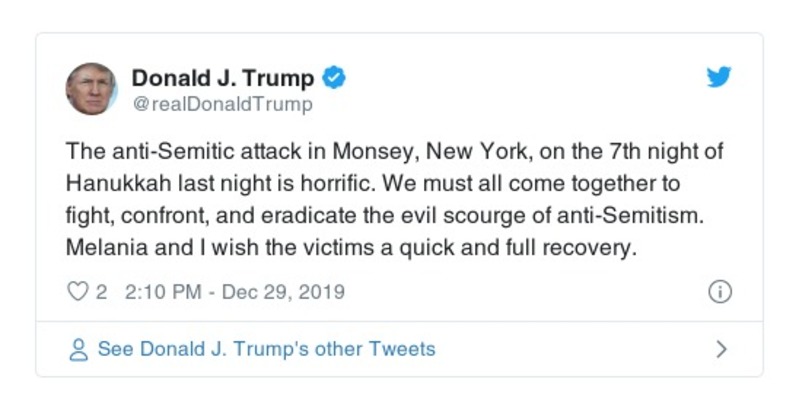 Donald J. Trump
@realDonaldTrump
The anti-Semitic attack in Monsey, New York, on the 7th night of
Hanukkah last night is horrific. We must all come together to
fight, confront, and eradicate the evil scourge of anti-Semitism.
Melania and I wish the victims a quick and full recovery.
2 2:10 PM - Dec 29, 2019
See Donald J. Trump's other Tweets